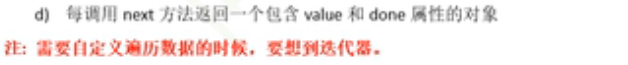 d) 每调用 next 方法返回一个包含 value 和 done 属性的对象
注: 需要自定义遍历数据的时候，要想到迭代器。